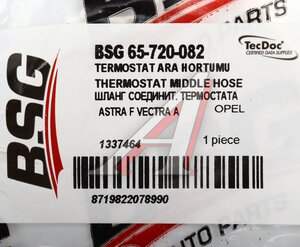 BSG
BSG 65-720-082
TecDoc
CERTIFIED DATA SUPPLIER
TERMOSTAT ARA HORTUMU
THERMOSTAT MIDDLE HOSE
ШЛАНГ СОЕДИНИТ. ТЕРМОСТАТА
ASTRA F VECTRA A OPEL
1337464 1 piece
8719822078990
AUTO PARTS